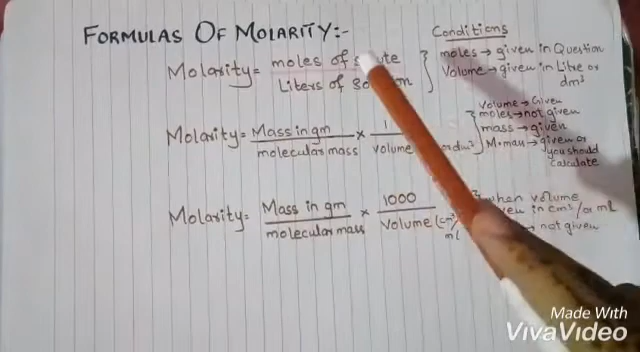 FORMULAS OF MOLARITY:-
Conditions
Molarity = moles of
Liters of
moles → given in Question
Volume → given in Litre or
dm³
Molarity = Mass in gm × 1
molecular mass volume
Volume → Given
moles → not given
mass → given
M·mass → given or
you should
calculate
Molarity = Mass in gm × 1000
molecular mass Volume (cm³/
ml
when volume
in cm³/or ml
not given
Made With
VivaVideo